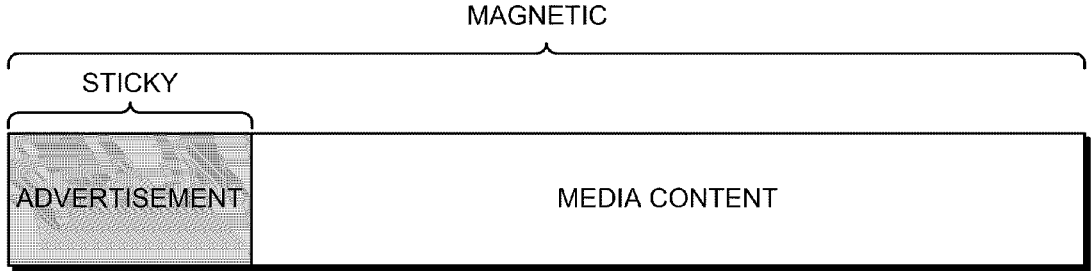 MAGNETIC
STICKY
ADVERTISEMENT
MEDIA CONTENT